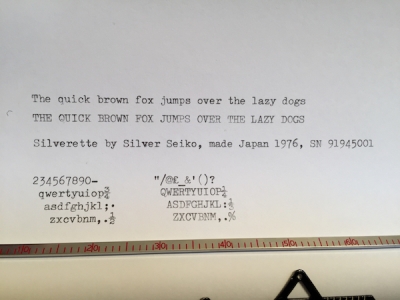 The quick brown fox jumps over the lazy dogs
THE QUICK BROWN FOX JUMPS OVER THE LAZY DOGS
Silverette by Silver Seiko, made Japan 1976, SN 91945001
234567890- "/@£_&'()?
qwertyuiop¾ QWERTYUIOP¼
asdfghjkl;. ASDFGHJKL:⅓
zxcvbnm,.½ ZXCVBNM,.%